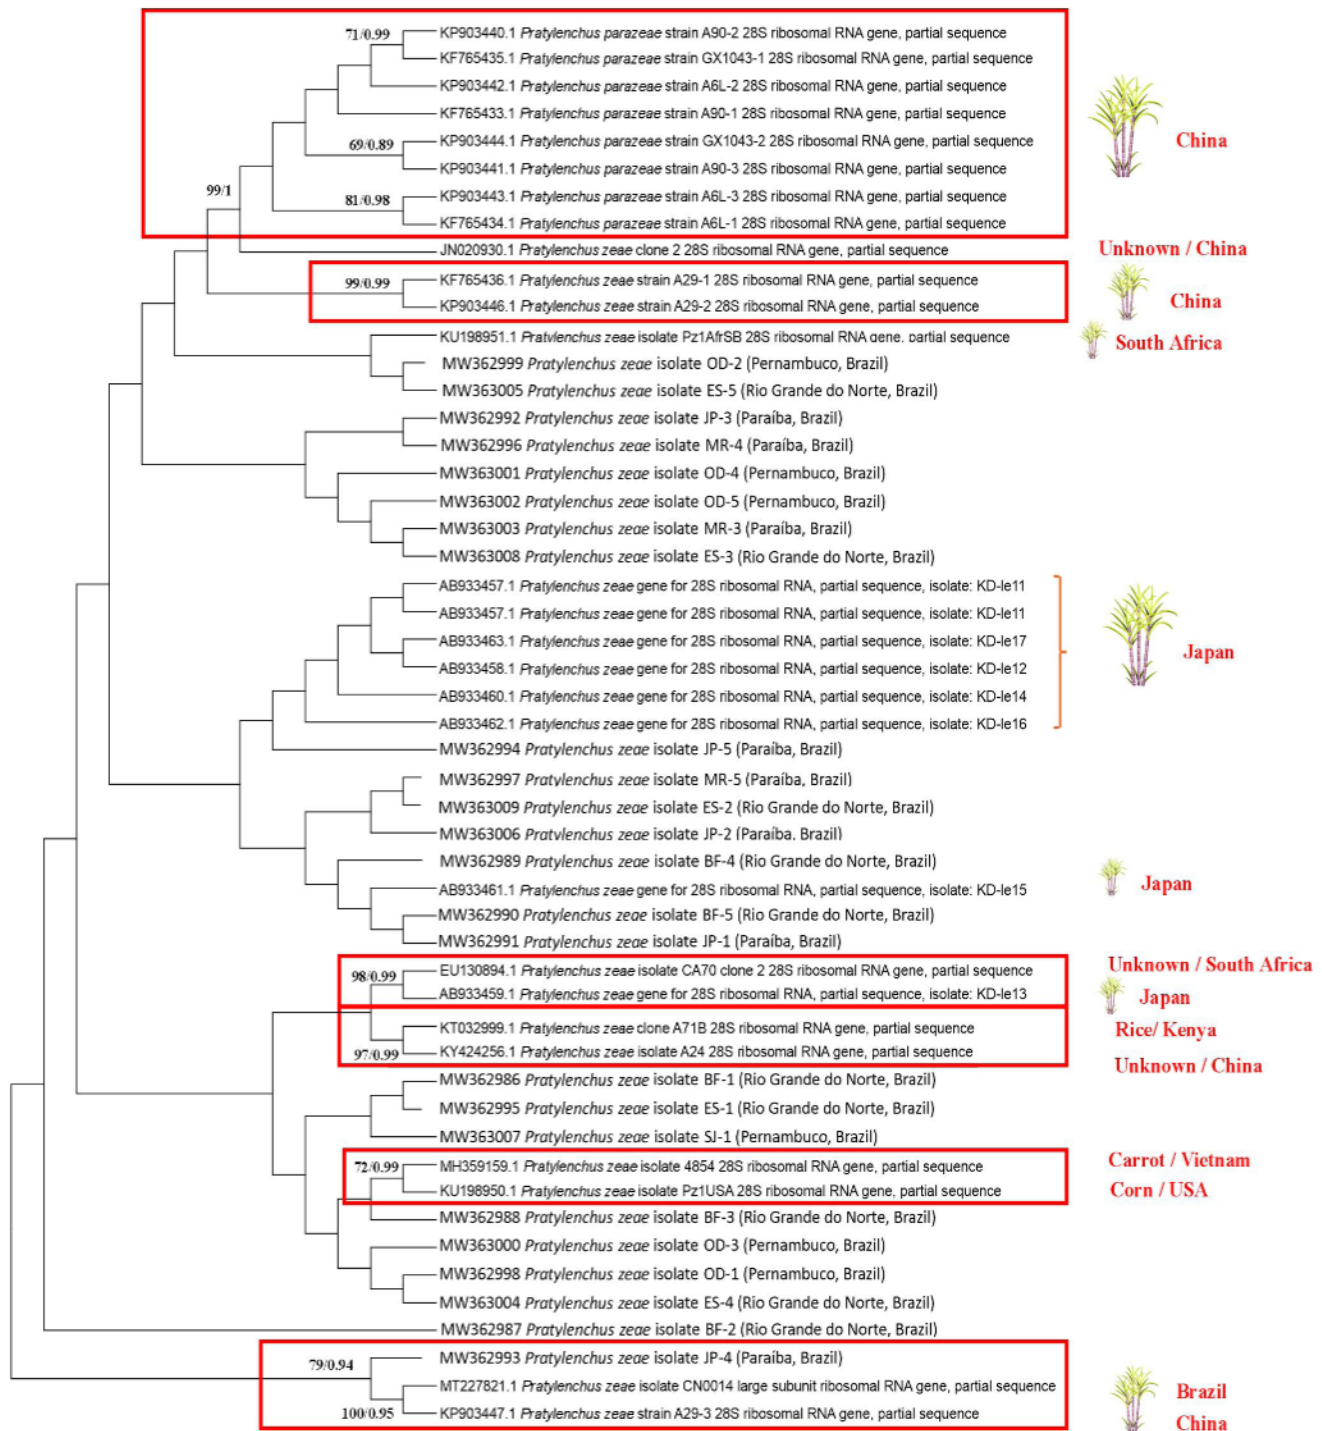 71/0.99
KP903440.1 Pratylenchus parazeae strain A90-2 28S ribosomal RNA gene, partial sequence
KF765435.1 Pratylenchus parazeae strain GX1043-1 28S ribosomal RNA gene, partial sequence
KP903442.1 Pratylenchus parazeae strain A6L-2 28S ribosomal RNA gene, partial sequence
KF765433.1 Pratylenchus parazeae strain A90-1 28S ribosomal RNA gene, partial sequence
69/0.89
KP903444.1 Pratylenchus parazeae strain GX1043-2 28S ribosomal RNA gene, partial sequence
China
KP903441.1 Pratylenchus parazeae strain A90-3 28S ribosomal RNA gene, partial sequence
99/1
81/0.98
KP903443.1 Pratylenchus parazeae strain A6L-3 28S ribosomal RNA gene, partial sequence
KF765434.1 Pratylenchus parazeae strain A6L-1 28S ribosomal RNA gene, partial sequence
JN020930.1 Pratylenchus zeae clone 2 28S ribosomal RNA gene, partial sequence
Unknown / China
99/0.99
KF765436.1 Pratylenchus zeae strain A29-1 28S ribosomal RNA gene, partial sequence
KP903446.1 Pratylenchus zeae strain A29-2 28S ribosomal RNA gene, partial sequence
China
KU198951.1 Pratylenchus zeae isolate Pz1AfrSB 28S ribosomal RNA gene, partial sequence
South Africa
MW362999 Pratylenchus zeae isolate OD-2 (Pernambuco, Brazil)
MW363005 Pratylenchus zeae isolate ES-5 (Rio Grande do Norte, Brazil)
MW362992 Pratylenchus zeae isolate JP-3 (Paraíba, Brazil)
MW362996 Pratylenchus zeae isolate MR-4 (Paraíba, Brazil)
MW363001 Pratylenchus zeae isolate OD-4 (Pernambuco, Brazil)
MW363002 Pratylenchus zeae isolate OD-5 (Pernambuco, Brazil)
MW363003 Pratylenchus zeae isolate MR-3 (Paraíba, Brazil)
MW363008 Pratylenchus zeae isolate ES-3 (Rio Grande do Norte, Brazil)
AB933457.1 Pratylenchus zeae gene for 28S ribosomal RNA, partial sequence, isolate: KD-le11
AB933457.1 Pratylenchus zeae gene for 28S ribosomal RNA, partial sequence, isolate: KD-le11
AB933463.1 Pratylenchus zeae gene for 28S ribosomal RNA, partial sequence, isolate: KD-le17
Japan
AB933458.1 Pratylenchus zeae gene for 28S ribosomal RNA, partial sequence, isolate: KD-le12
AB933460.1 Pratylenchus zeae gene for 28S ribosomal RNA, partial sequence, isolate: KD-le14
AB933462.1 Pratylenchus zeae gene for 28S ribosomal RNA, partial sequence, isolate: KD-le16
MW362994 Pratylenchus zeae isolate JP-5 (Paraíba, Brazil)
MW362997 Pratylenchus zeae isolate MR-5 (Paraíba, Brazil)
MW363009 Pratylenchus zeae isolate ES-2 (Rio Grande do Norte, Brazil)
MW363006 Pratylenchus zeae isolate JP-2 (Paraíba, Brazil)
MW362989 Pratylenchus zeae isolate BF-4 (Rio Grande do Norte, Brazil)
AB933461.1 Pratylenchus zeae gene for 28S ribosomal RNA, partial sequence, isolate: KD-le15
Japan
MW362990 Pratylenchus zeae isolate BF-5 (Rio Grande do Norte, Brazil)
MW362991 Pratylenchus zeae isolate JP-1 (Paraíba, Brazil)
98/0.99
EU130894.1 Pratylenchus zeae isolate CA70 clone 2 28S ribosomal RNA gene, partial sequence
Unknown / South Africa
AB933459.1 Pratylenchus zeae gene for 28S ribosomal RNA, partial sequence, isolate: KD-le13
Japan
KT032999.1 Pratylenchus zeae clone A71B 28S ribosomal RNA gene, partial sequence
Rice/ Kenya
97/0.99
KY424256.1 Pratylenchus zeae isolate A24 28S ribosomal RNA gene, partial sequence
Unknown / China
MW362986 Pratylenchus zeae isolate BF-1 (Rio Grande do Norte, Brazil)
MW362995 Pratylenchus zeae isolate ES-1 (Rio Grande do Norte, Brazil)
MW363007 Pratylenchus zeae isolate SJ-1 (Pernambuco, Brazil)
72/0.99
MH359159.1 Pratylenchus zeae isolate 4854 28S ribosomal RNA gene, partial sequence
Carrot / Vietnam
KU198950.1 Pratylenchus zeae isolate Pz1USA 28S ribosomal RNA gene, partial sequence
Corn / USA
MW362988 Pratylenchus zeae isolate BF-3 (Rio Grande do Norte, Brazil)
MW363000 Pratylenchus zeae isolate OD-3 (Pernambuco, Brazil)
MW362998 Pratylenchus zeae isolate OD-1 (Pernambuco, Brazil)
MW363004 Pratylenchus zeae isolate ES-4 (Rio Grande do Norte, Brazil)
MW362987 Pratylenchus zeae isolate BF-2 (Rio Grande do Norte, Brazil)
79/0.94
MW362993 Pratylenchus zeae isolate JP-4 (Paraíba, Brazil)
MT227821.1 Pratylenchus zeae isolate CN0014 large subunit ribosomal RNA gene, partial sequence
Brazil
100/0.95
KP903447.1 Pratylenchus zeae strain A29-3 28S ribosomal RNA gene, partial sequence
China